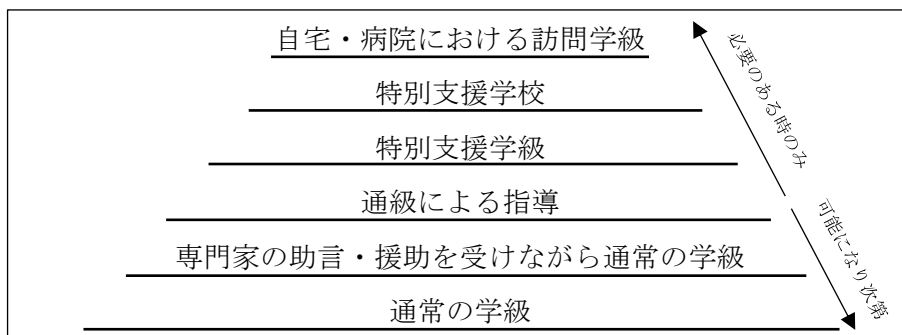 自宅・病院における訪問学級
特別支援学校
特別支援学級
通級による指導
専門家の助言・援助を受けながら通常の学級
通常の学級
必要のある時のみ
可能になり次第